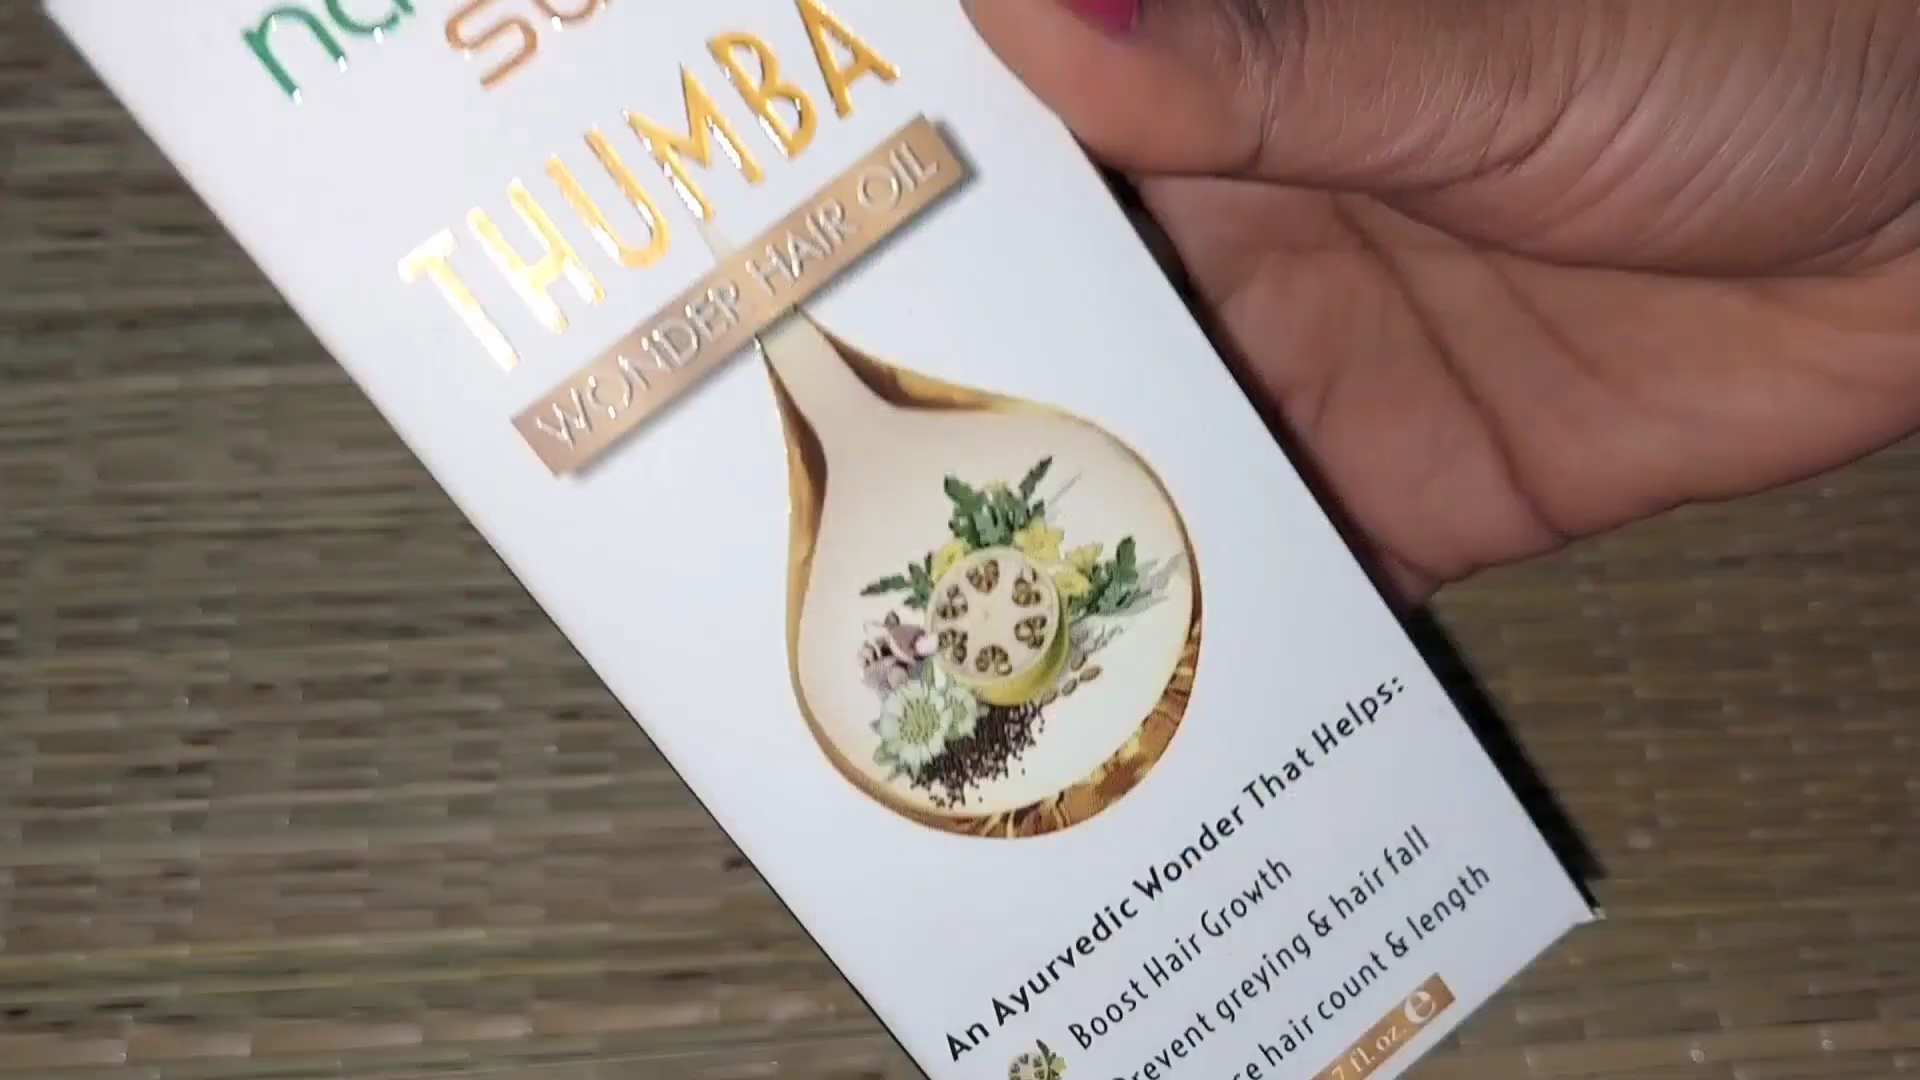 THUMBA
WONDER HAIR OIL
An Ayurvedic Wonder That Helps:
Boost Hair Growth
Prevent greying & hair fall
hair count & length
7 fl. oz. e